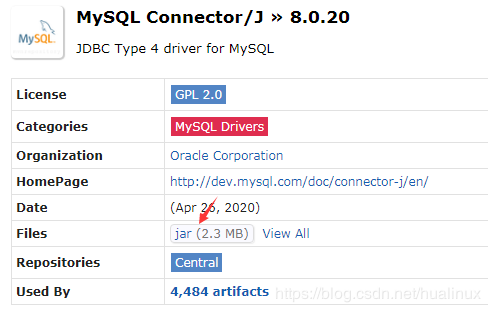 MySQL Connector/J » 8.0.20
MySQL
JDBC Type 4 driver for MySQL
License GPL 2.0
Categories MySQL Drivers
Organization Oracle Corporation
HomePage http://dev.mysql.com/doc/connector-j/en/
Date (Apr 26, 2020)
Files jar (2.3 MB) View All
Repositories Central
Used By 4,484 artifacts
https://blog.csdn.net/hualinux